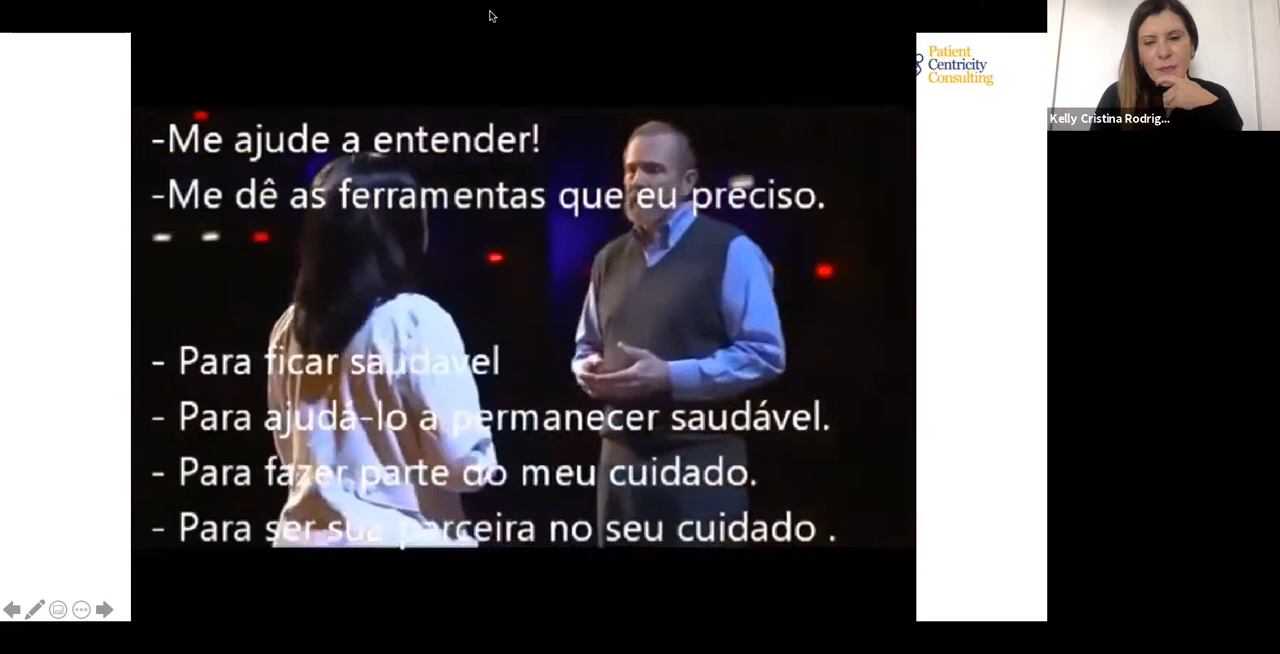 Patient
Centricity
Consulting
Kelly Cristina Rodrig...
-Me ajude a entender!
-Me dê as ferramentas que eu preciso.
- Para ficar saudavel
- Para ajudá-lo a permanecer saudável.
- Para fazer parte do meu cuidado.
- Para ser sua parceira no seu cuidado .